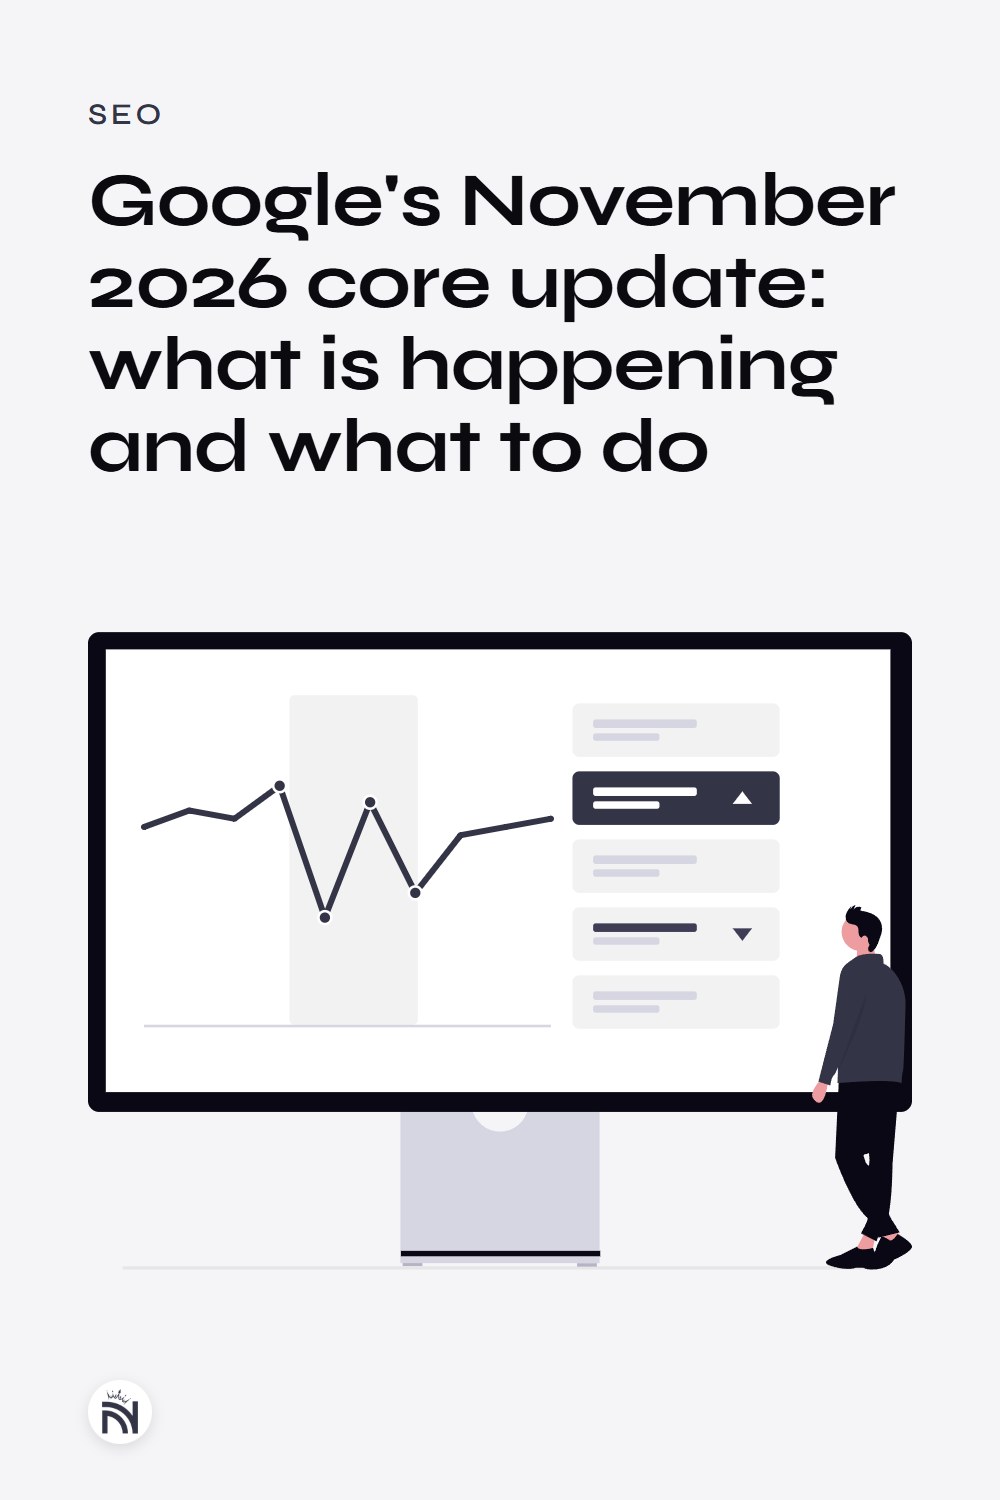 SEO
Google's November
2026 core update:
what is happening
and what to do